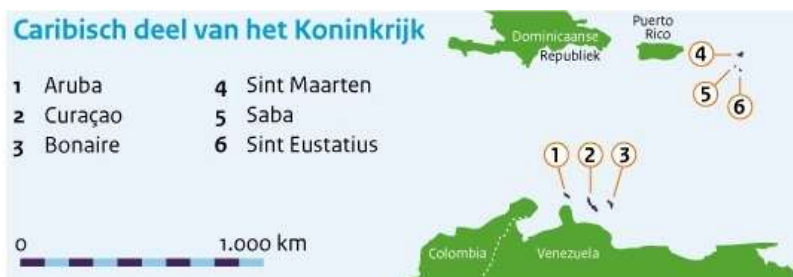 Caribisch deel van het Koninkrijk
1 Aruba
2 Curaçao
3 Bonaire
4 Sint Maarten
5 Saba
6 Sint Eustatius
0 1.000 km
Dominicaanse
Republiek
Puerto
Rico
4
5
6
1 2 3
Colombia
Venezuela